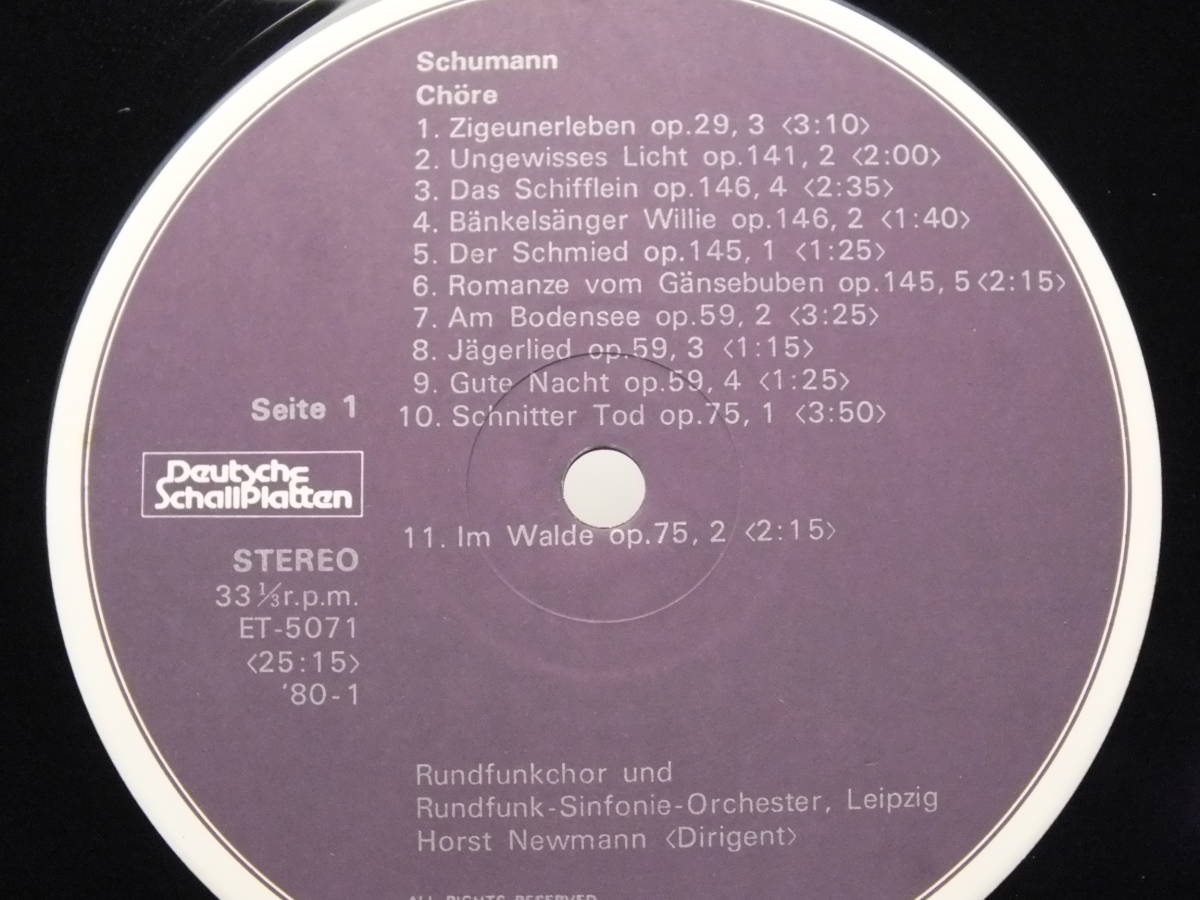 Schumann
Chöre
1. Zigeunerleben op.29, 3 <3:10>
2. Ungewisses Licht op.141, 2 <2:00>
3. Das Schifflein op.146, 4 <2:35>
4. Bänkelsänger Willie op.146, 2 <1:40>
5. Der Schmied op.145, 1 <1:25>
6. Romanze vom Gänsebuben op.145, 5 <2:15>
7. Am Bodensee op.59, 2 <3:25>
8. Jägerlied op.59, 3 <1:15>
9. Gute Nacht op.59, 4 <1:25>
10. Schnitter Tod op.75, 1 <3:50>
11. Im Walde op.75, 2 <2:15>
Seite 1
Deutsche
SchallPlatten
STEREO
33⅓r.p.m.
ET-5071
<25:15>
'80-1
Rundfunkchor und
Rundfunk-Sinfonie-Orchester, Leipzig
Horst Newmann <Dirigent>
ALL RIGHTS RESERVED